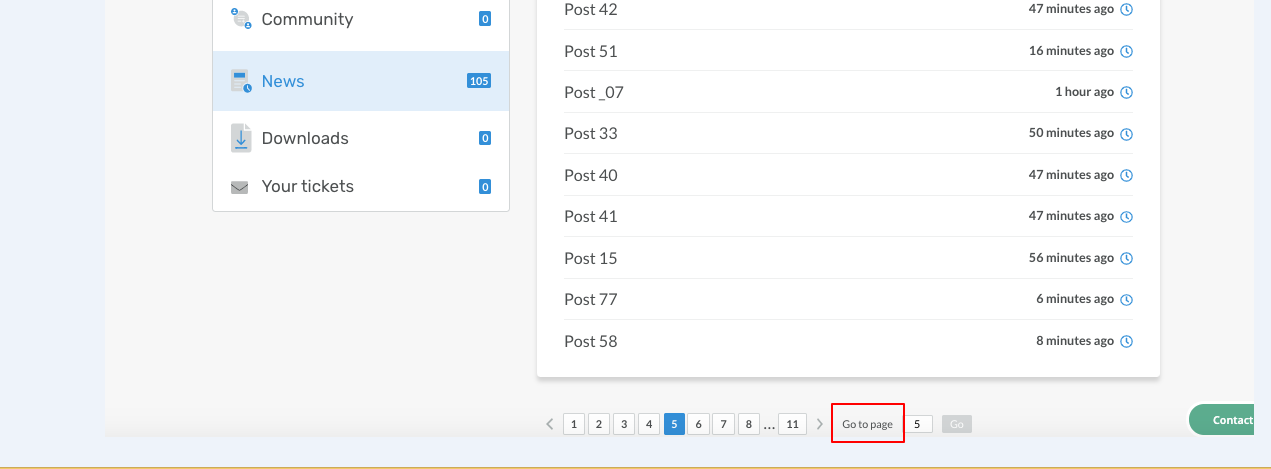 Community 0
News 105
Downloads 0
Your tickets 0
Post 42 47 minutes ago
Post 51 16 minutes ago
Post _07 1 hour ago
Post 33 50 minutes ago
Post 40 47 minutes ago
Post 41 47 minutes ago
Post 15 56 minutes ago
Post 77 6 minutes ago
Post 58 8 minutes ago
1 2 3 4 5 6 7 8 ... 11 Go to page 5 Go
Contact